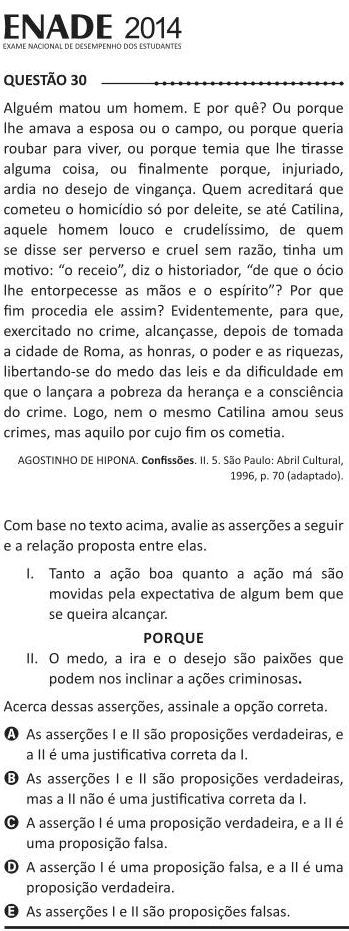 ENADE 2014
EXAME NACIONAL DE DESEMPENHO DOS ESTUDANTES
QUESTÃO 30
Alguém matou um homem. E por quê? Ou porque
lhe amava a esposa ou o campo, ou porque queria
roubar para viver, ou porque temia que lhe tirasse
alguma coisa, ou finalmente porque, injuriado,
ardia no desejo de vingança. Quem acreditará que
cometeu o homicídio só por deleite, se até Catilina,
aquele homem louco e crudelíssimo, de quem
se disse ser perverso e cruel sem razão, tinha um
motivo: “o receio”, diz o historiador, “de que o ócio
lhe entorpecesse as mãos e o espírito”? Por que
fim procedia ele assim? Evidentemente, para que,
exercitado no crime, alcançasse, depois de tomada
a cidade de Roma, as honras, o poder e as riquezas,
libertando-se do medo das leis e da dificuldade em
que o lançara a pobreza da herança e a consciência
do crime. Logo, nem o mesmo Catilina amou seus
crimes, mas aquilo por cujo fim os cometia.
AGOSTINHO DE HIPONA. Confissões. II. 5. São Paulo: Abril Cultural,
1996, p. 70 (adaptado).
Com base no texto acima, avalie as asserções a seguir
e a relação proposta entre elas.
I. Tanto a ação boa quanto a ação má são
movidas pela expectativa de algum bem que
se queira alcançar.
PORQUE
II. O medo, a ira e o desejo são paixões que
podem nos inclinar a ações criminosas.
Acerca dessas asserções, assinale a opção correta.
A As asserções I e II são proposições verdadeiras, e
a II é uma justificativa correta da I.
B As asserções I e II são proposições verdadeiras,
mas a II não é uma justificativa correta da I.
C A asserção I é uma proposição verdadeira, e a II é
uma proposição falsa.
D A asserção I é uma proposição falsa, e a II é uma
proposição verdadeira.
E As asserções I e II são proposições falsas.